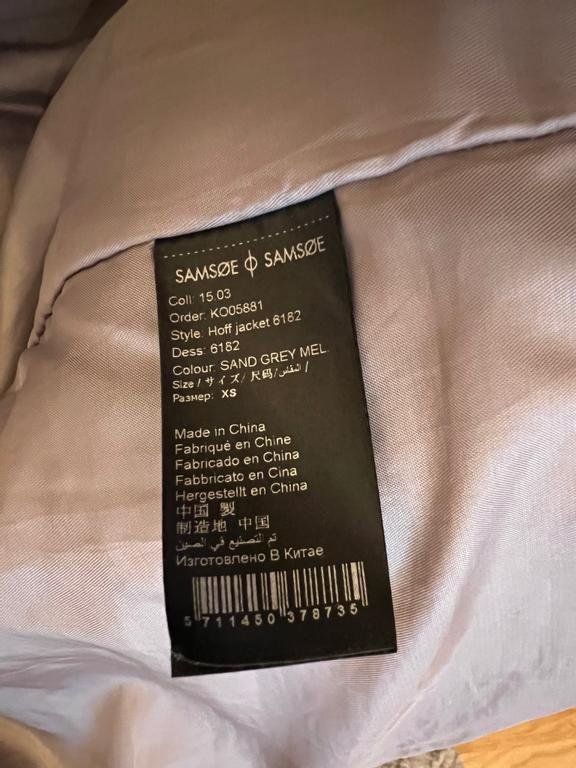 SAMSØE ϕ SAMSØE
Coll: 15.03
Order: KO05881
Style: Hoff jacket 6182
Dess: 6182
Colour: SAND GREY MEL.
Size / サイズ/ 尺码/المقاس /
Размер: XS
Made in China
Fabriqué en Chine
Fabricado en China
Fabbricato en Cina
Hergestellt en China
中国 製
制造地 中国
تم التصنيع في الصين
Изготовлено В Китае
5 711450 378735